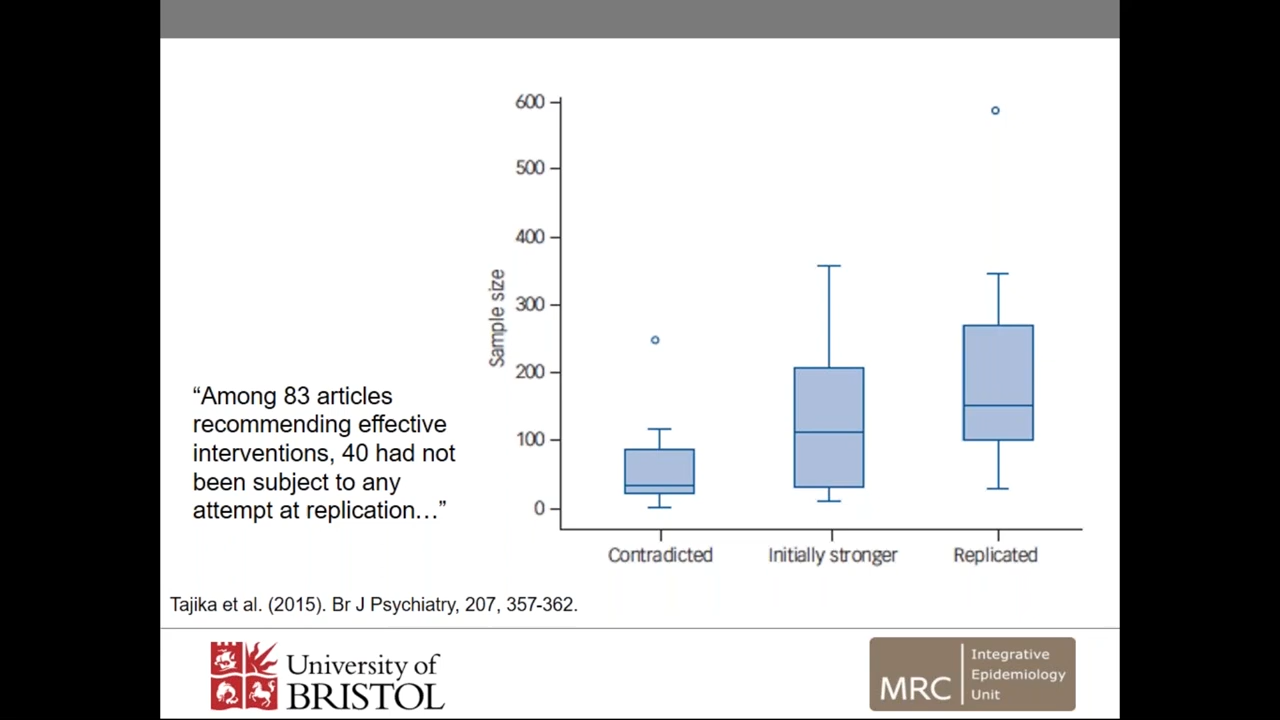 600
500
400
300
200
100
0
Sample size
Contradicted
Initially stronger
Replicated
“Among 83 articles
recommending effective
interventions, 40 had not
been subject to any
attempt at replication…”
Tajika et al. (2015). Br J Psychiatry, 207, 357-362.
University of
BRISTOL
MRC
Integrative
Epidemiology
Unit